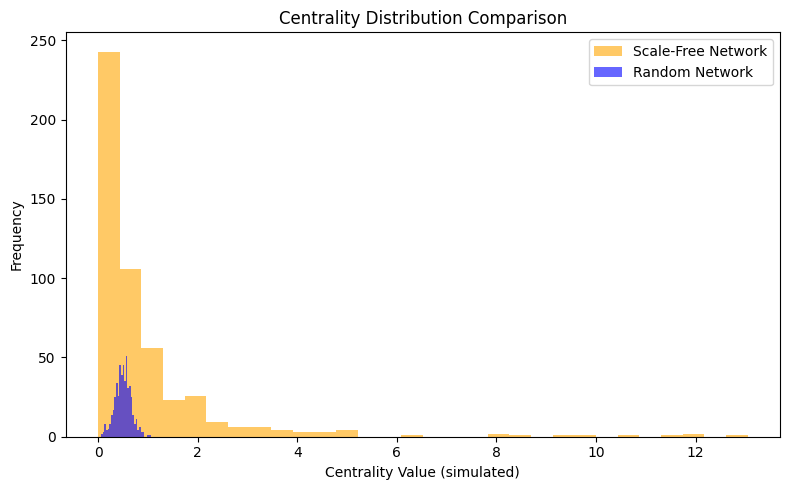 Centrality Distribution Comparison
Scale-Free Network
Random Network
Frequency
250
200
150
100
50
0
0 2 4 6 8 10 12
Centrality Value (simulated)